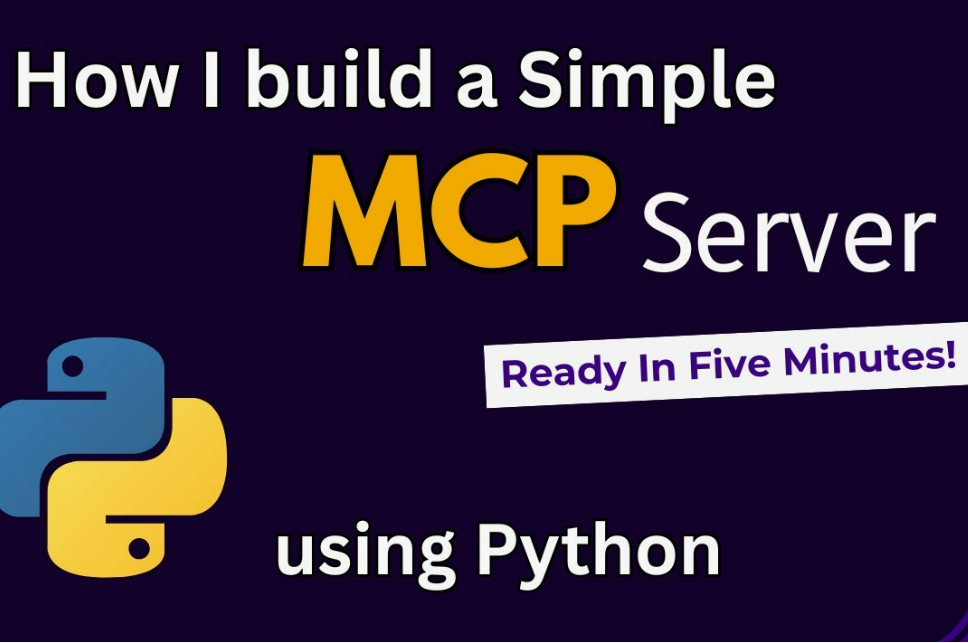 How I build a Simple
MCP Server
Ready In Five Minutes!
using Python